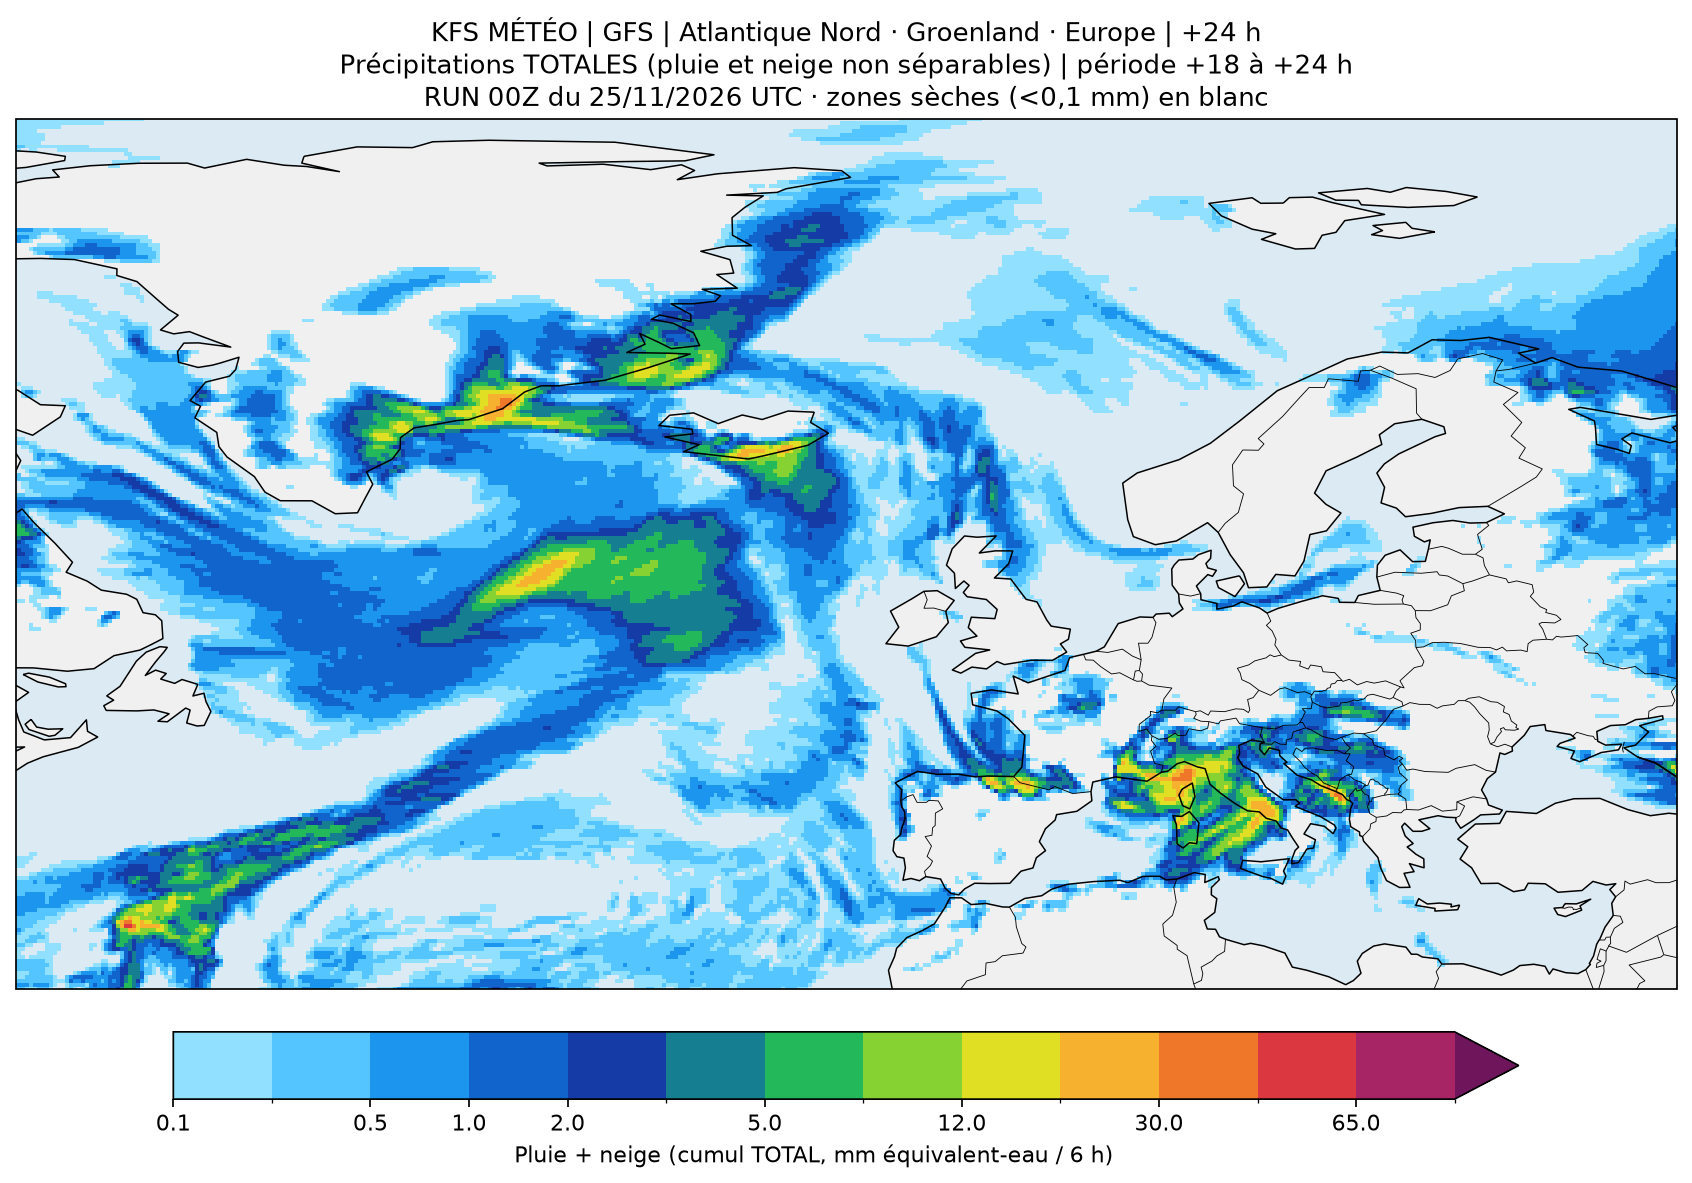 KFS MÉTÉO | GFS | Atlantique Nord · Groenland · Europe | +24 h
Précipitations TOTALES (pluie et neige non séparables) | période +18 à +24 h
RUN 00Z du 25/11/2026 UTC · zones sèches (<0,1 mm) en blanc
0.1 0.5 1.0 2.0 5.0 12.0 30.0 65.0
Pluie + neige (cumul TOTAL, mm équivalent-eau / 6 h)